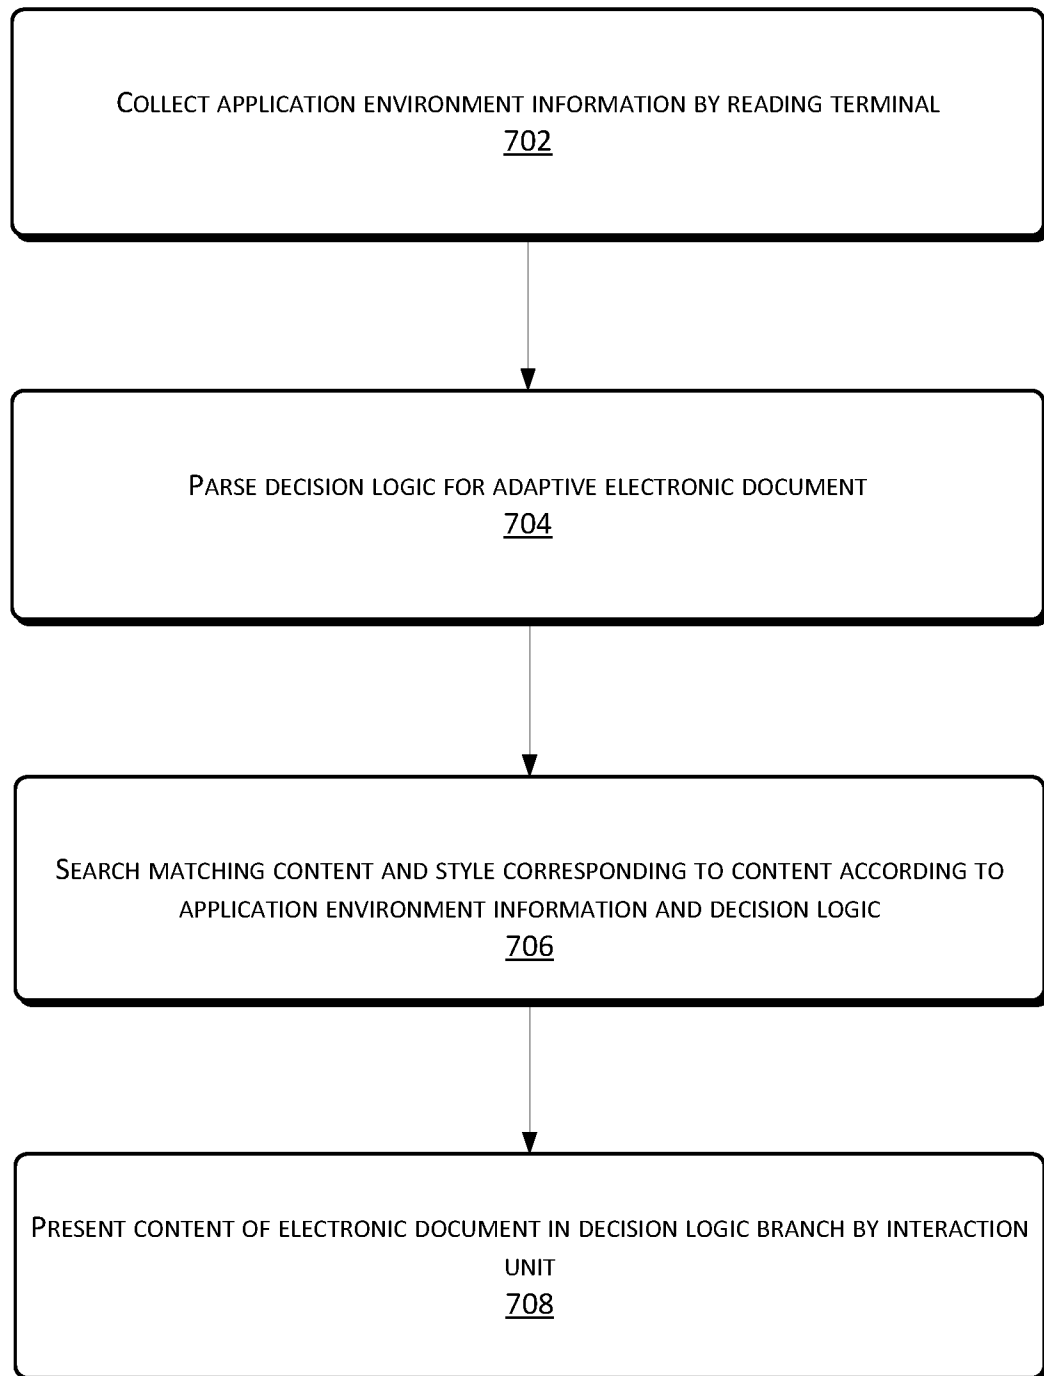 COLLECT APPLICATION ENVIRONMENT INFORMATION BY READING TERMINAL
702
PARSE DECISION LOGIC FOR ADAPTIVE ELECTRONIC DOCUMENT
704
SEARCH MATCHING CONTENT AND STYLE CORRESPONDING TO CONTENT ACCORDING TO
APPLICATION ENVIRONMENT INFORMATION AND DECISION LOGIC
706
PRESENT CONTENT OF ELECTRONIC DOCUMENT IN DECISION LOGIC BRANCH BY INTERACTION
UNIT
708